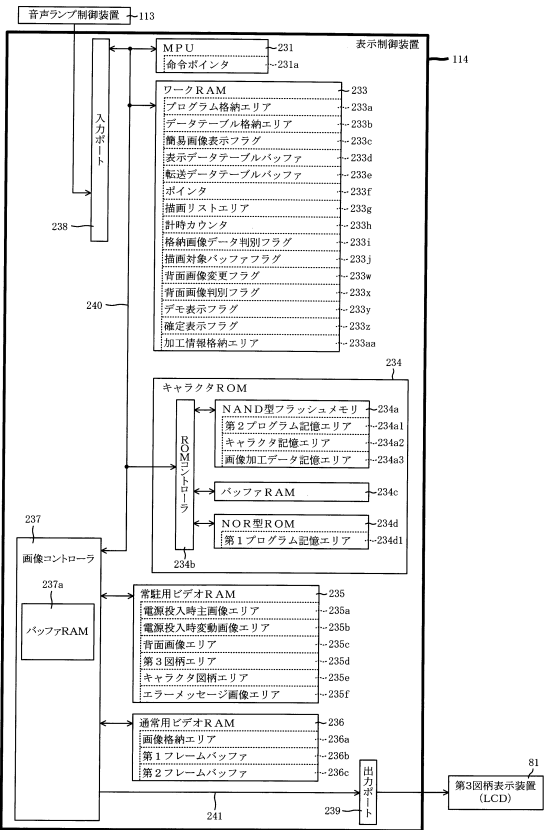 音声ランプ制御装置 113
表示制御装置
114
MPU 231
命令ポインタ 231a
入力ポート
238
ワークRAM 233
プログラム格納エリア 233a
データテーブル格納エリア 233b
簡易画像表示フラグ 233c
表示データテーブルバッファ 233d
転送データテーブルバッファ 233e
ポインタ 233f
描画リストエリア 233g
計時カウンタ 233h
格納画像データ判別フラグ 233i
描画対象バッファフラグ 233j
背面画像変更フラグ 233w
背面画像判別フラグ 233x
デモ表示フラグ 233y
確定表示フラグ 233z
加工情報格納エリア 233aa
240
234
キャラクタROM
ROMコントローラ
234b
NAND型フラッシュメモリ 234a
第2プログラム記憶エリア 234a1
キャラクタ記憶エリア 234a2
画像加工データ記憶エリア 234a3
バッファRAM 234c
NOR型ROM 234d
第1プログラム記憶エリア 234d1
237
画像コントローラ
237a
バッファRAM
常駐用ビデオRAM 235
電源投入時主画像エリア 235a
電源投入時変動画像エリア 235b
背面画像エリア 235c
第3図柄エリア 235d
キャラクタ図柄エリア 235e
エラーメッセージ画像エリア 235f
通常用ビデオRAM 236
画像格納エリア 236a
第1フレームバッファ 236b
第2フレームバッファ 236c
241
出力ポート
239
81
第3図柄表示装置
(LCD)